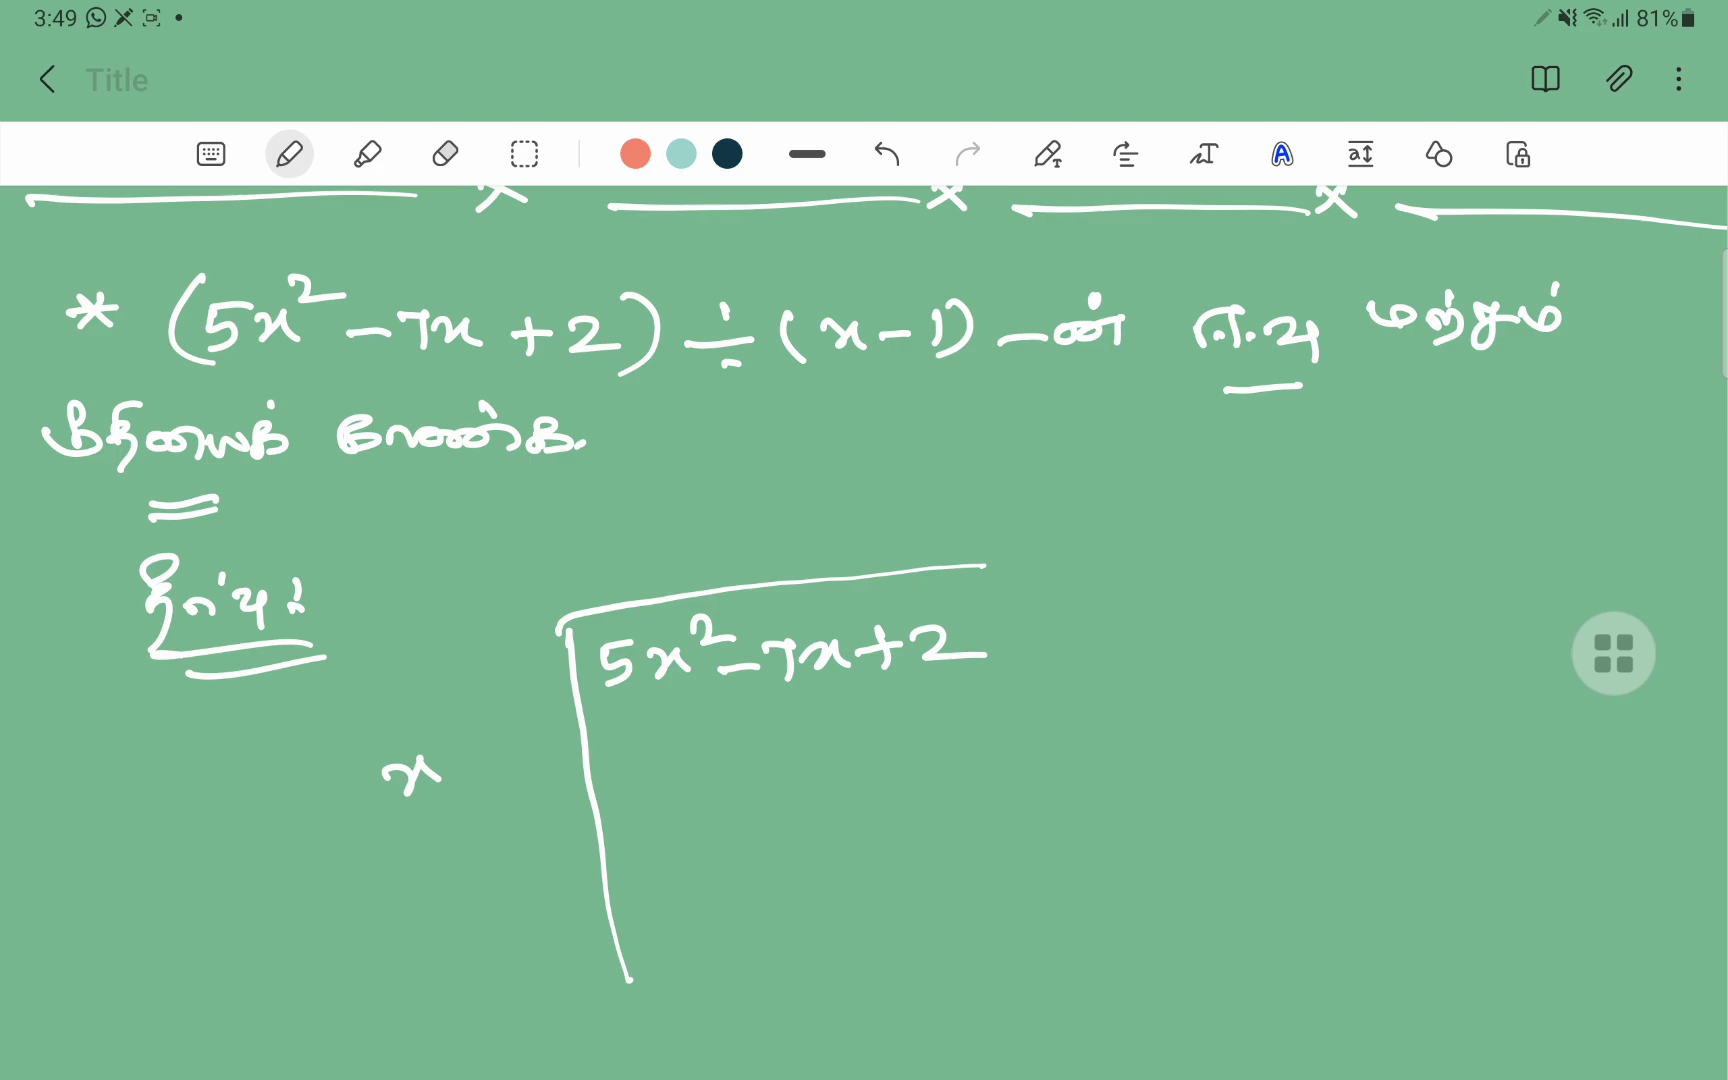 3:49 81%
Title
* (5x² - 7x + 2) ÷ (x - 1) - ன் ஈ.வு மற்றும்
மீதியைக் காண்க.
தீர்வு :
5x² - 7x + 2
x